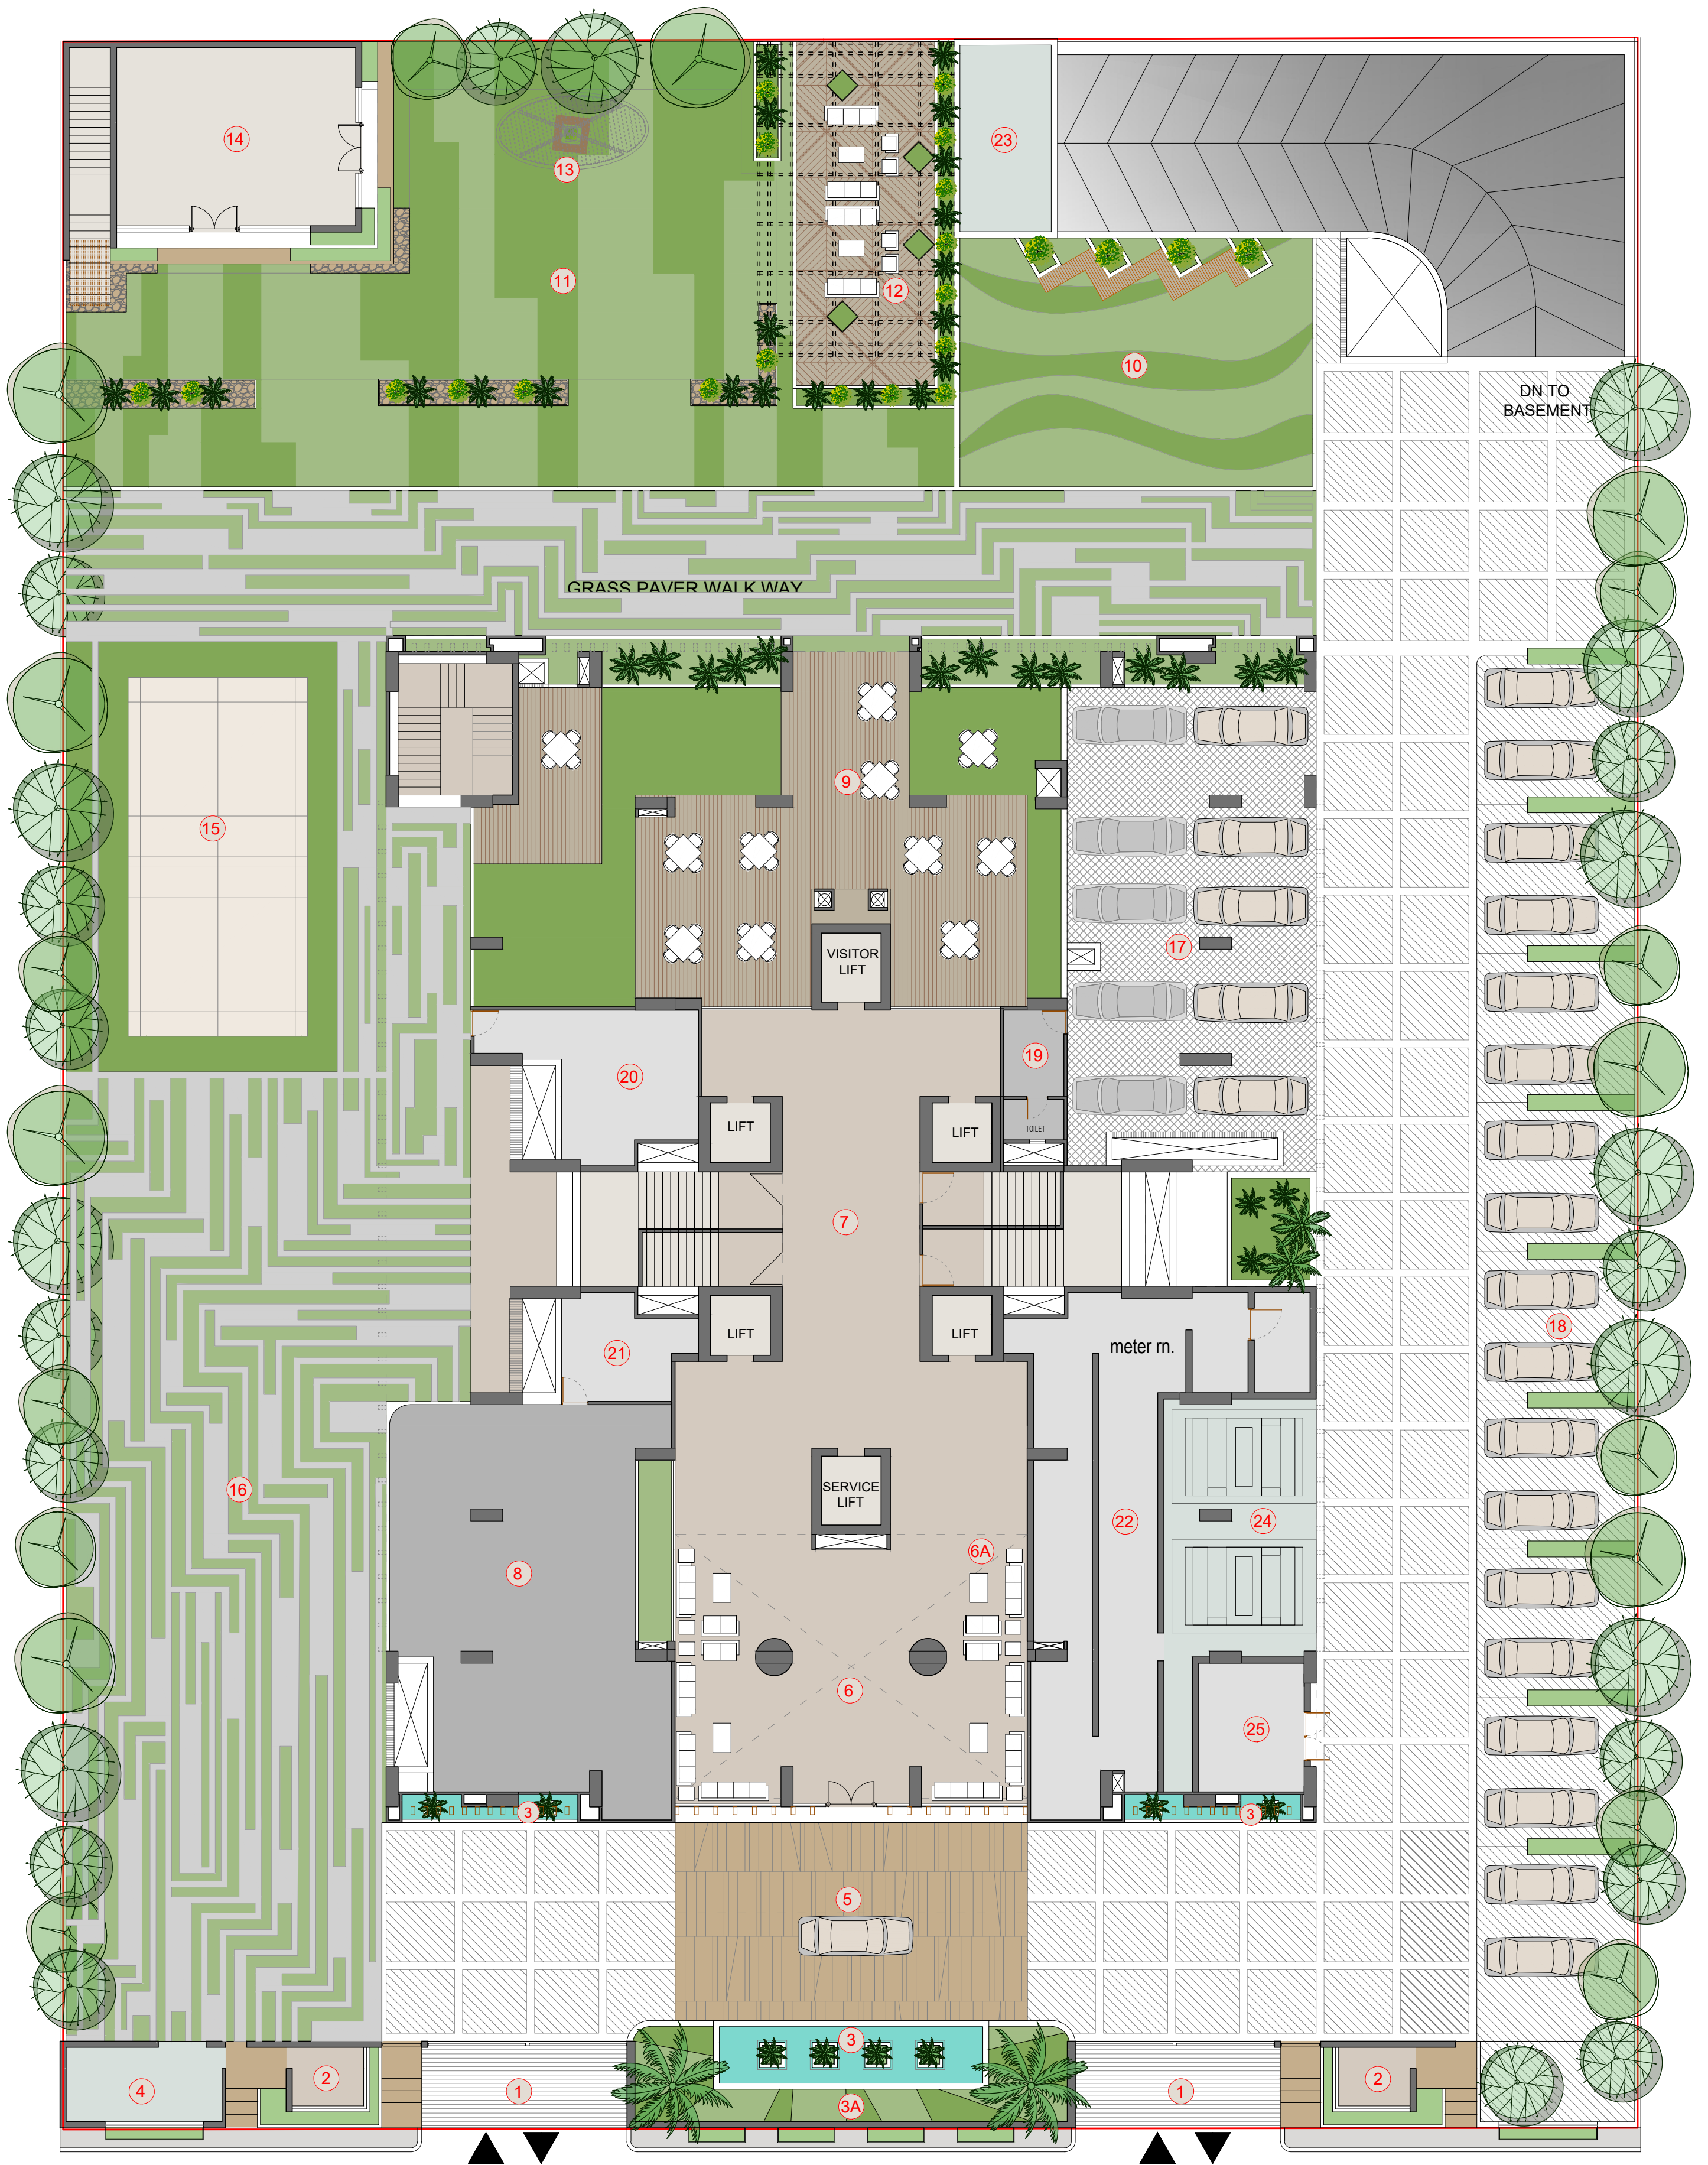 14
13
23
11
12
10
DN TO
BASEMENT
GRASS PAVER WALK WAY
9
15
17
VISITOR
LIFT
19
20
TOILET
LIFT
LIFT
7
18
LIFT
LIFT
meter rn.
21
16
SERVICE
LIFT
22
24
6A
8
6
25
3
3
5
3
4
2
1
3A
1
2